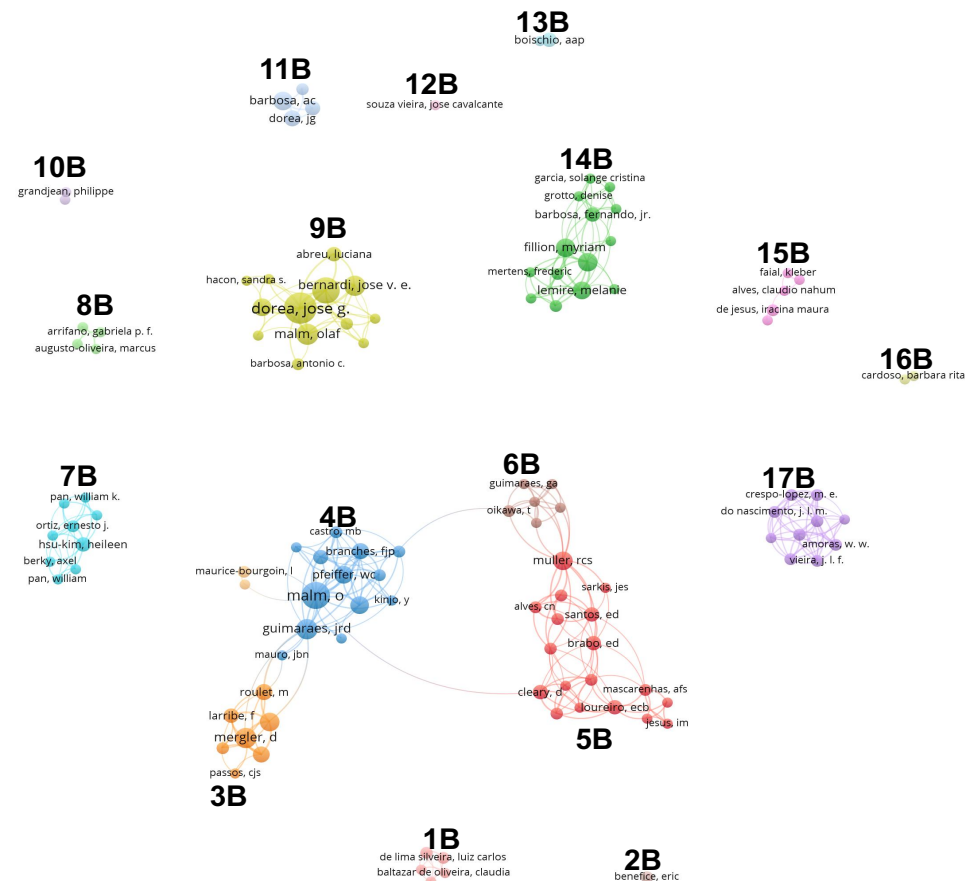 13B
boischio, aap
11B
barbosa, ac
dorea, jg
12B
souza vieira, jose cavalcante
10B
grandjean, philippe
14B
garcia, solange cristina
grotto, denise
barbosa, fernando, jr.
fillion, myriam
mertens, frederic
lemire, melanie
9B
abreu, luciana
hacon, sandra s.
bernardi, jose v. e.
dorea, jose g.
malm, olaf
barbosa, antonio c.
15B
faial, kleber
alves, claudio nahum
de jesus, iracina maura
8B
arrifano, gabriela p. f.
augusto-oliveira, marcus
16B
cardoso, barbara rita
7B
pan, william k.
ortiz, ernesto j.
hsu-kim, heileen
berky, axel
pan, william
4B
castro, mb
branches, fjp
maurice-bourgoin, l
pfeiffer, wc
malm, o
kinjo, y
guimaraes, jrd
mauro, jbn
6B
guimaraes, ga
oikawa, t
muller, rcs
sarkis, jes
alves, cn
santos, ed
brabo, ed
cleary, d
mascarenhas, afs
loureiro, ecb
jesus, im
5B
17B
crespo-lopez, m. e.
do nascimento, j. l. m.
amoras, w. w.
vieira, j. l. f.
roulet, m
larribe, f
mergler, d
passos, cjs
3B
1B
de lima silveira, luiz carlos
baltazar de oliveira, claudia
2B
benefice, eric